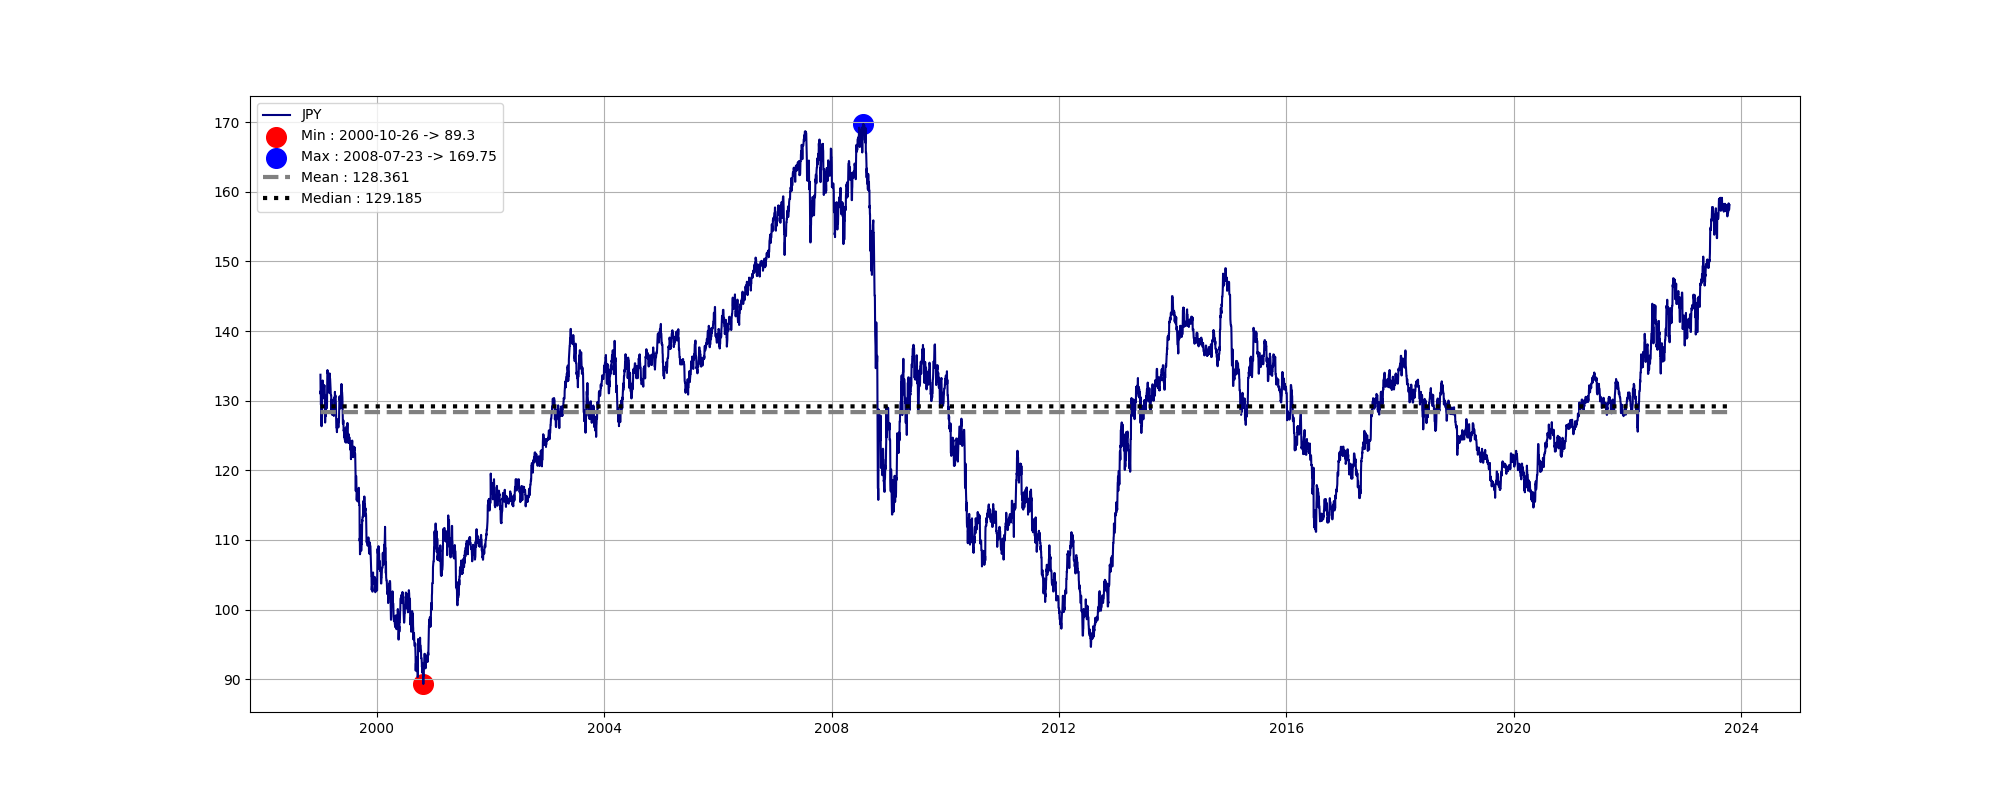 JPY
Min : 2000-10-26 -> 89.3
Max : 2008-07-23 -> 169.75
Mean : 128.361
Median : 129.185
170
160
150
140
130
120
110
100
90
2000 2004 2008 2012 2016 2020 2024